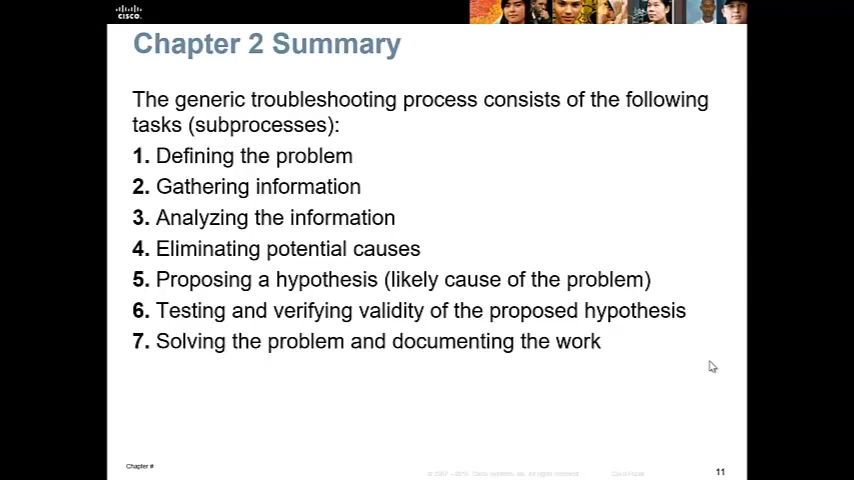 CISCO.
Chapter 2 Summary
The generic troubleshooting process consists of the following
tasks (subprocesses):
1. Defining the problem
2. Gathering information
3. Analyzing the information
4. Eliminating potential causes
5. Proposing a hypothesis (likely cause of the problem)
6. Testing and verifying validity of the proposed hypothesis
7. Solving the problem and documenting the work
Chapter #
11